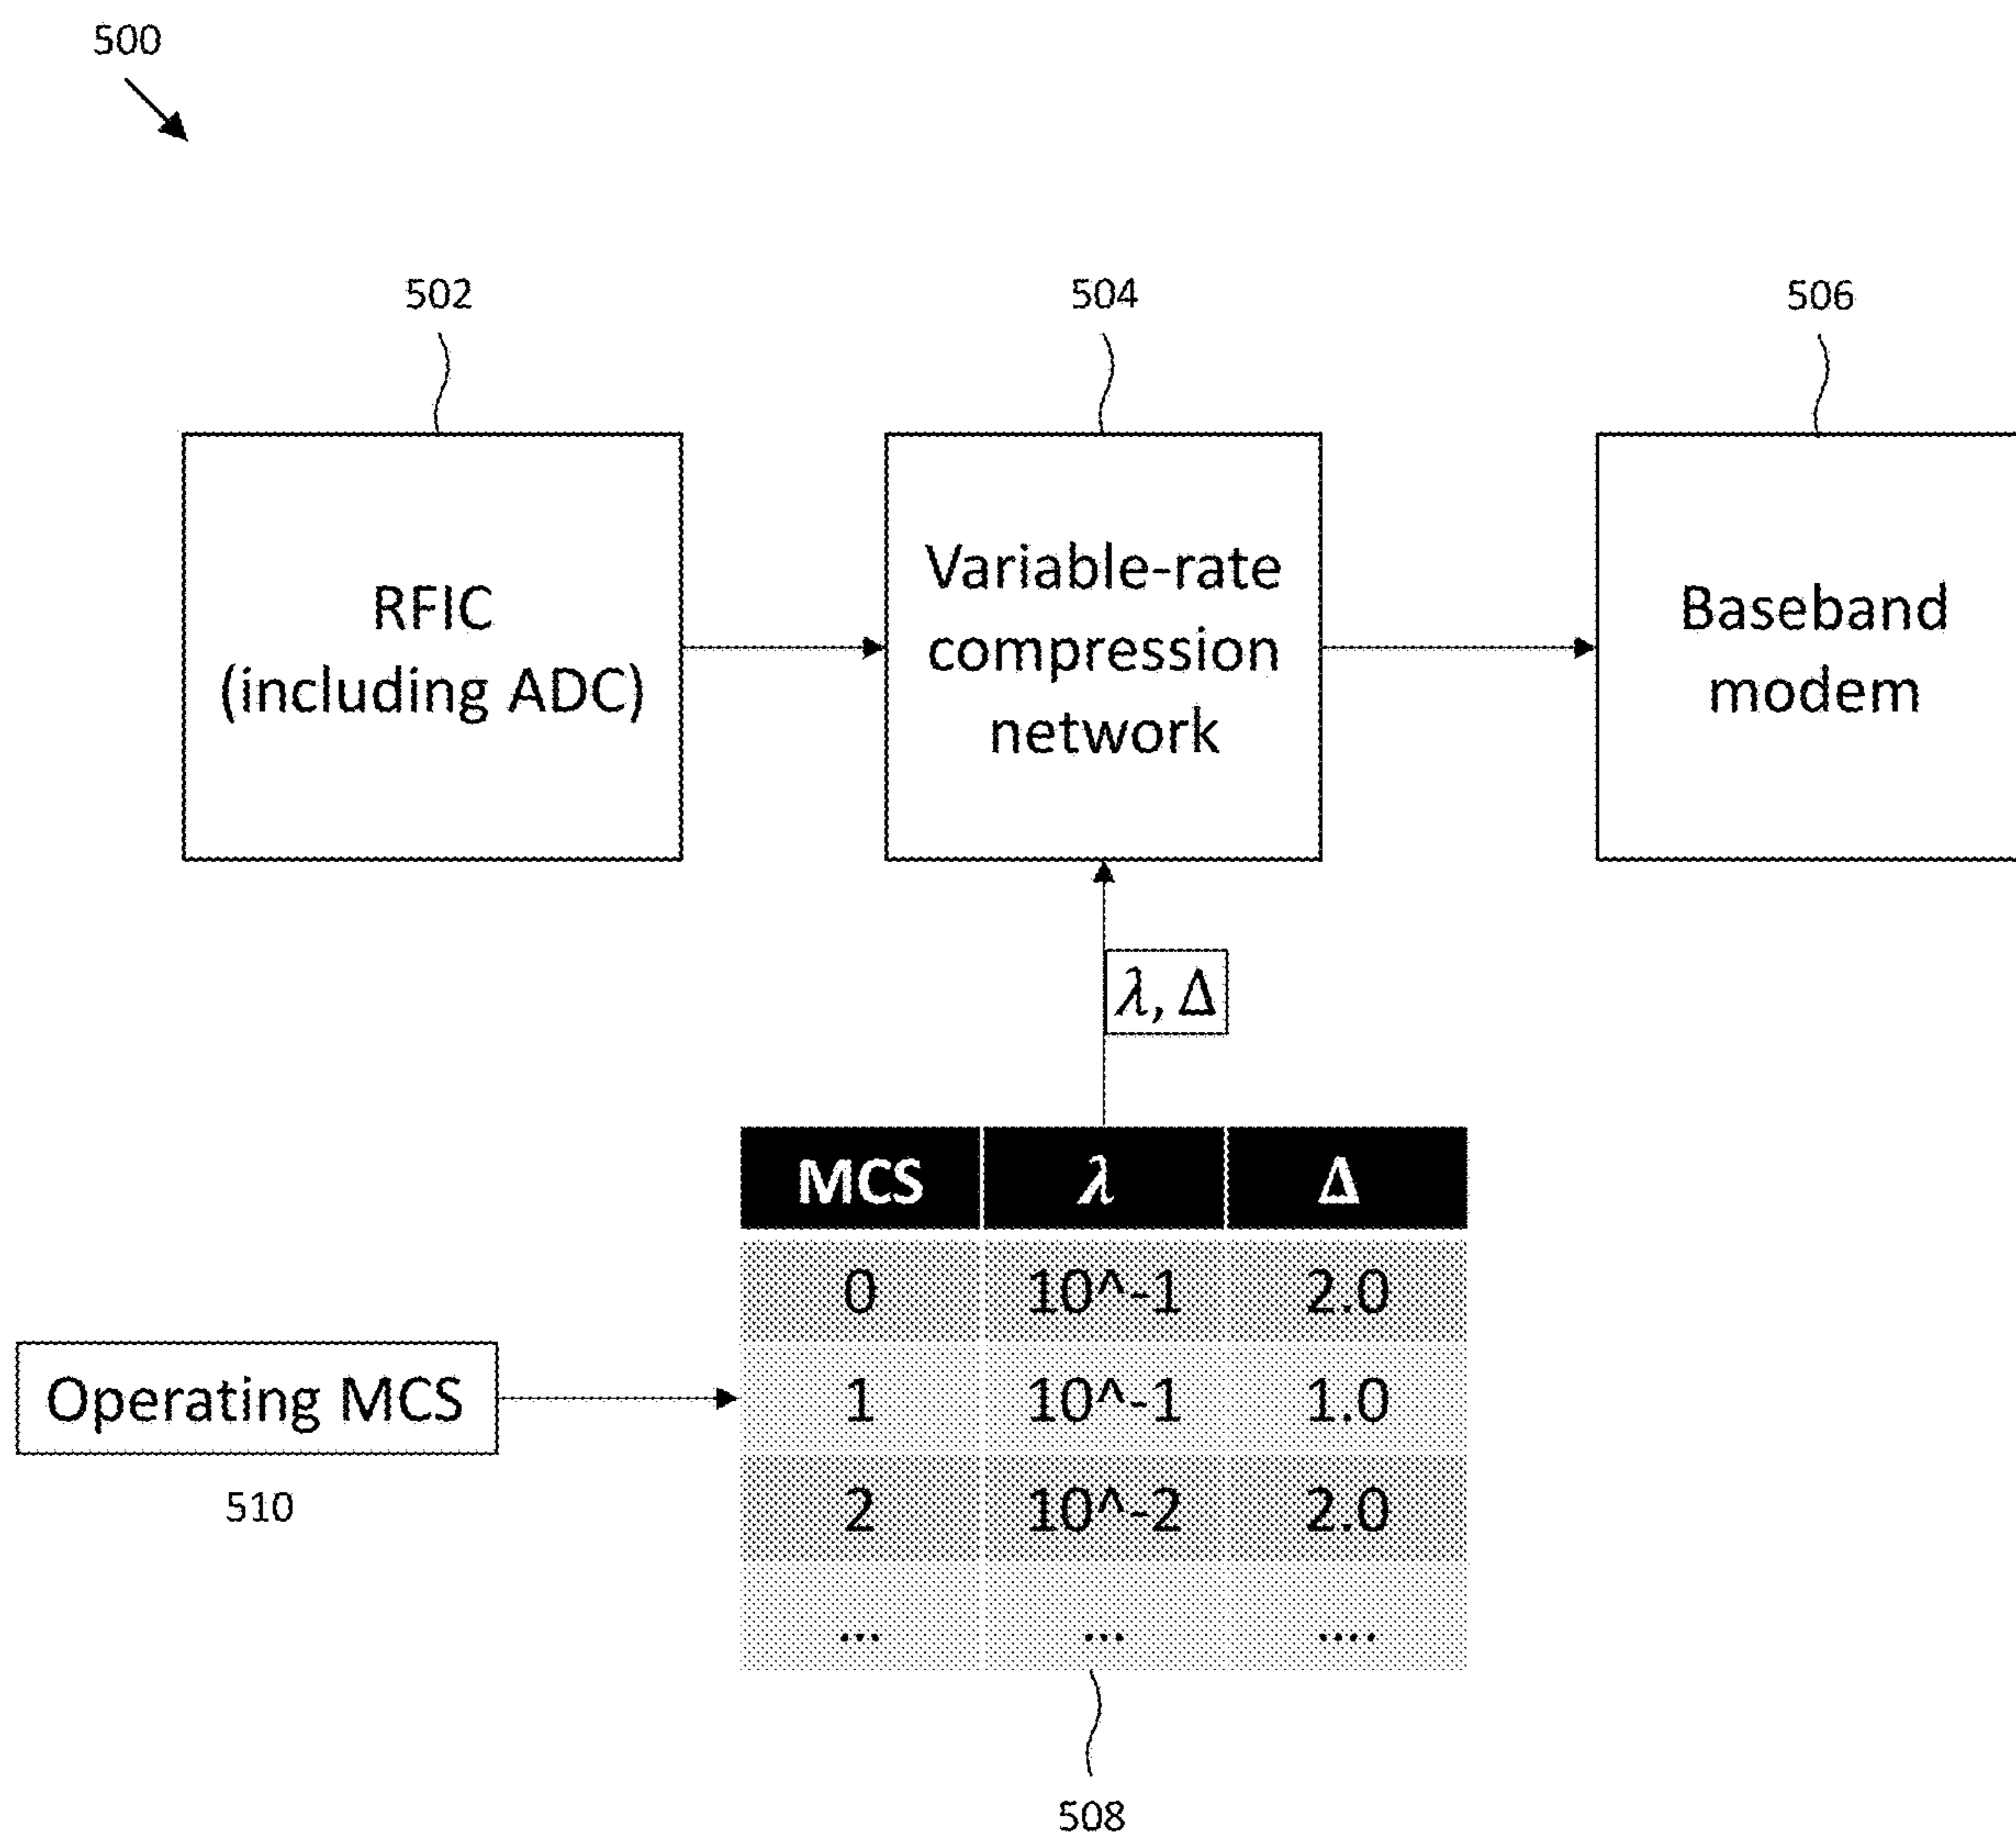 500
502
504
506
RFIC
(including ADC)
Variable-rate
compression
network
Baseband
modem
λ, Δ
MCS λ Δ
0 10^-1 2.0
1 10^-1 1.0
2 10^-2 2.0
... ... ....
Operating MCS
510
508